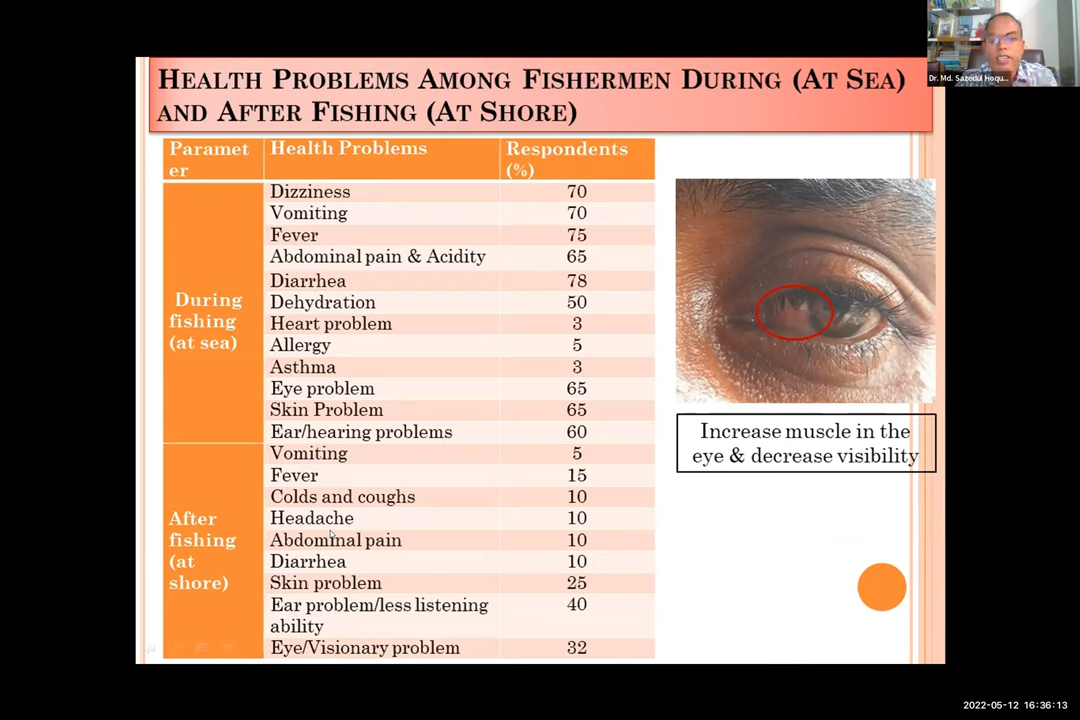 HEALTH PROBLEMS AMONG FISHERMEN DURING (AT SEA)
AND AFTER FISHING (AT SHORE)
Dr. Md. Sazedul Hoqu...
Paramet
er
Health Problems
Respondents
(%)
During
fishing
(at sea)
Dizziness 70
Vomiting 70
Fever 75
Abdominal pain & Acidity 65
Diarrhea 78
Dehydration 50
Heart problem 3
Allergy 5
Asthma 3
Eye problem 65
Skin Problem 65
Ear/hearing problems 60
After
fishing
(at
shore)
Vomiting 5
Fever 15
Colds and coughs 10
Headache 10
Abdominal pain 10
Diarrhea 10
Skin problem 25
Ear problem/less listening 40
ability
Eye/Visionary problem 32
Increase muscle in the
eye & decrease visibility
2022-05-12 16:36:13